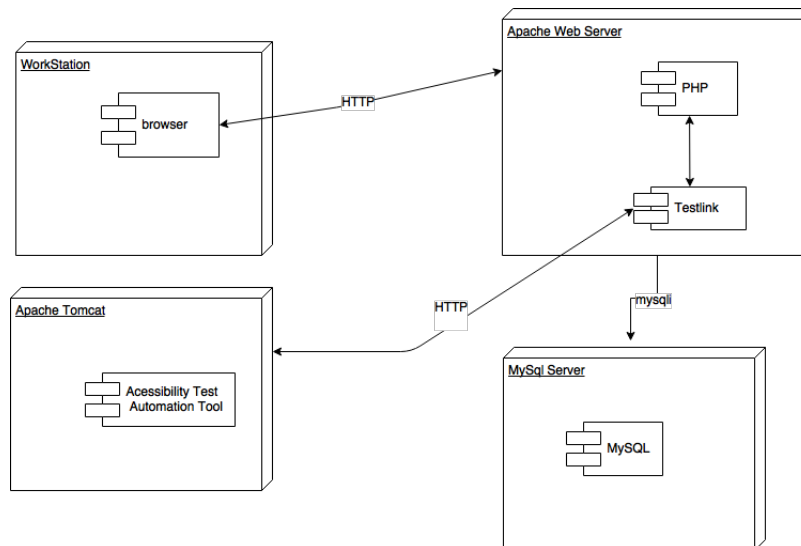 Apache Web Server
WorkStation
PHP
browser
HTTP
Testlink
mysqli
Apache Tomcat
HTTP
MySql Server
Acessibility Test
Automation Tool
MySQL